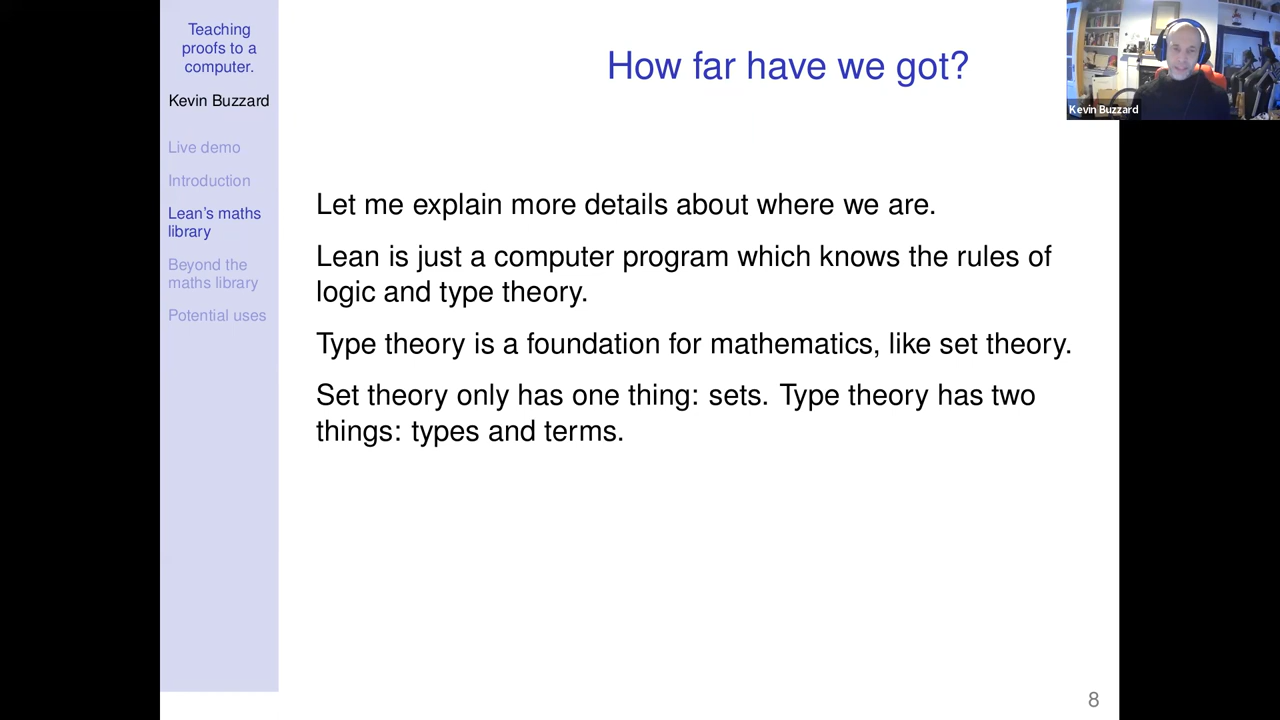 Teaching
proofs to a
computer.
Kevin Buzzard
Live demo
Introduction
Lean's maths
library
Beyond the
maths library
Potential uses
How far have we got?
Let me explain more details about where we are.
Lean is just a computer program which knows the rules of
logic and type theory.
Type theory is a foundation for mathematics, like set theory.
Set theory only has one thing: sets. Type theory has two
things: types and terms.
8
Kevin Buzzard